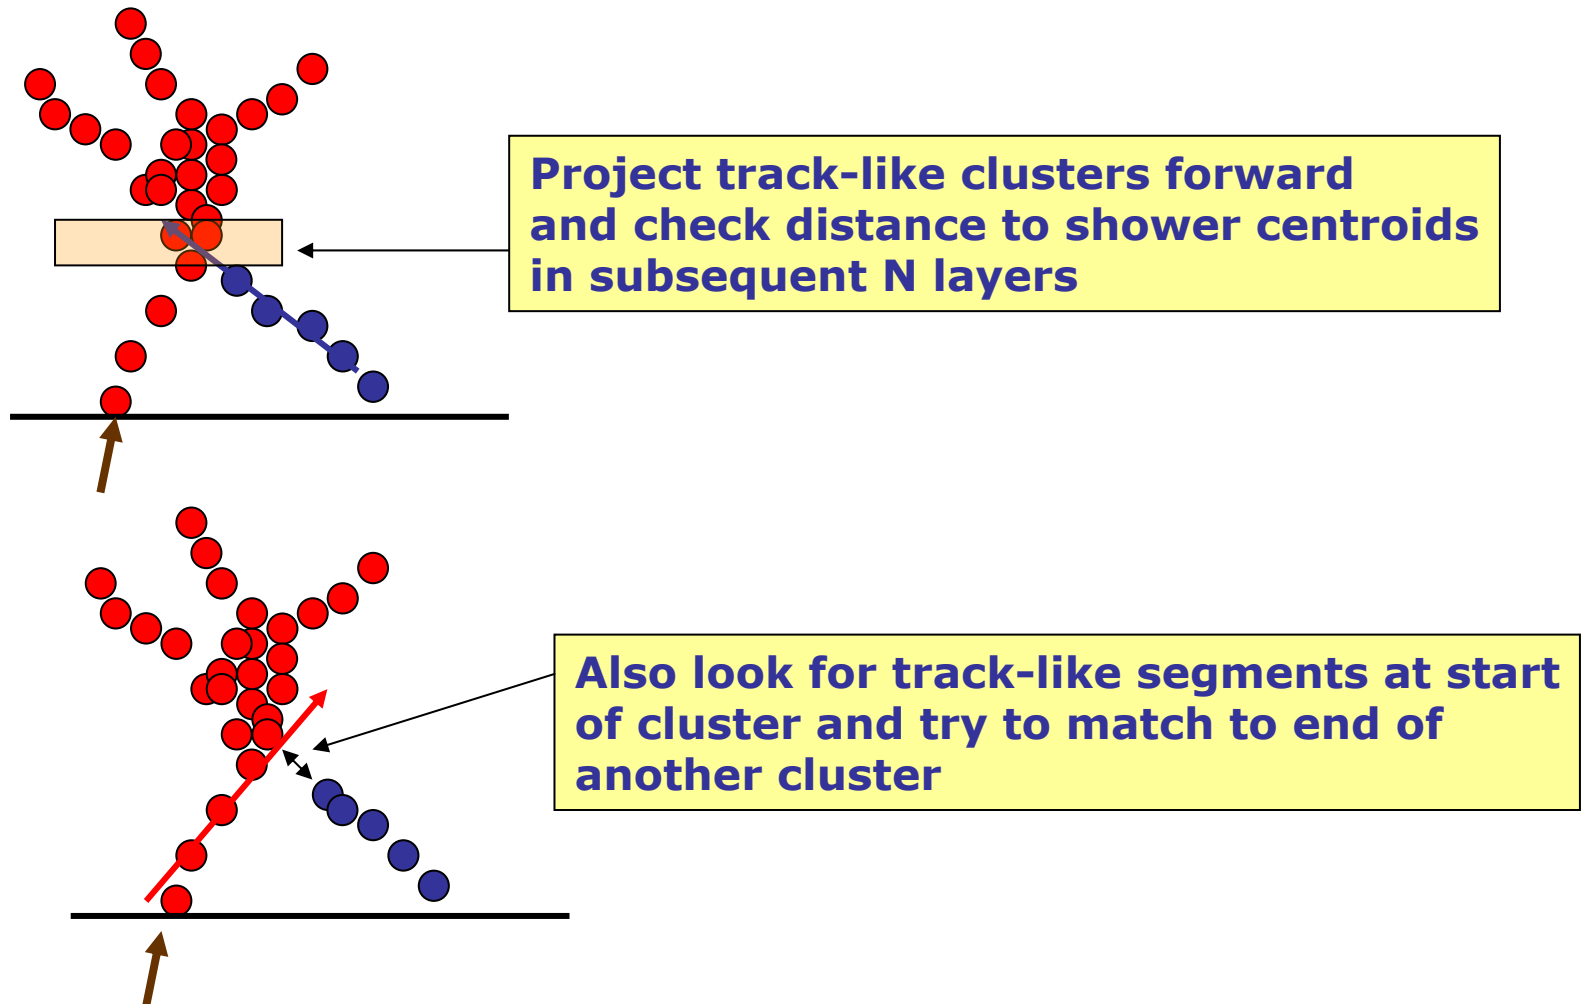 Project track-like clusters forward
and check distance to shower centroids
in subsequent N layers
Also look for track-like segments at start
of cluster and try to match to end of
another cluster